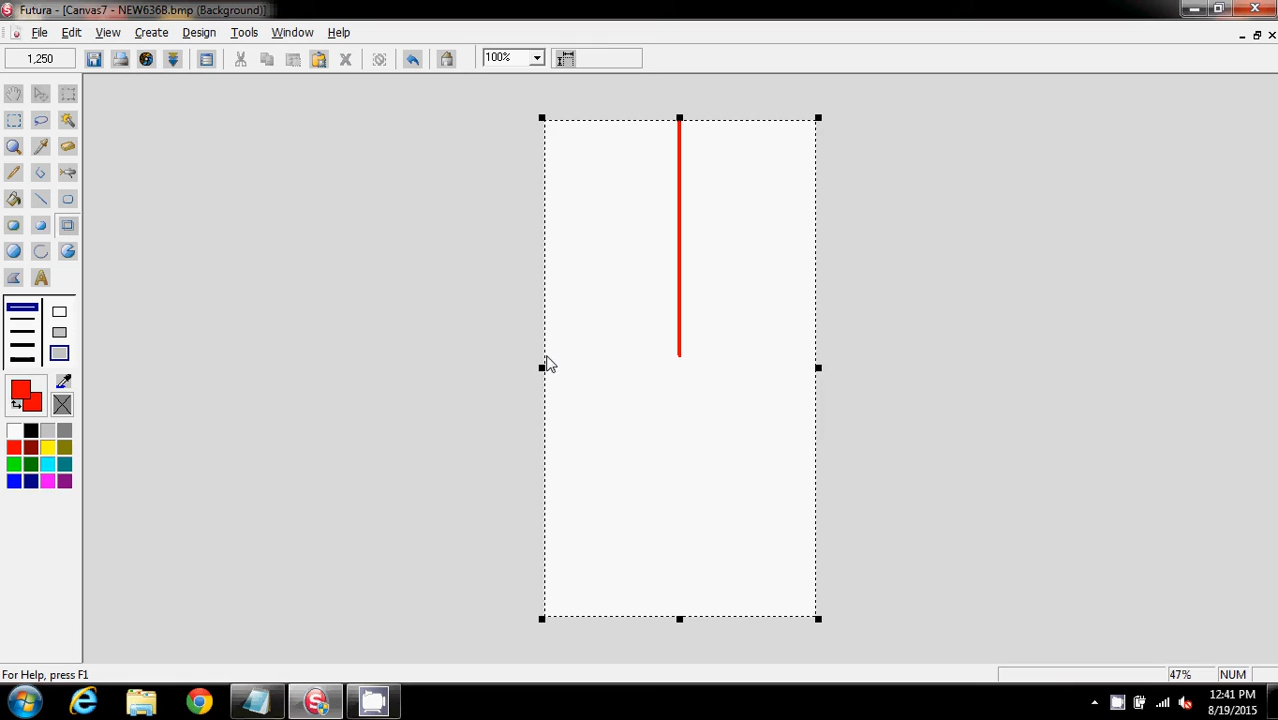 Futura - [Canvas7 - NEW636B.bmp (Background)]
File Edit View Create Design Tools Window Help
1,250 100%
For Help, press F1 47% NUM
12:41 PM
8/19/2015